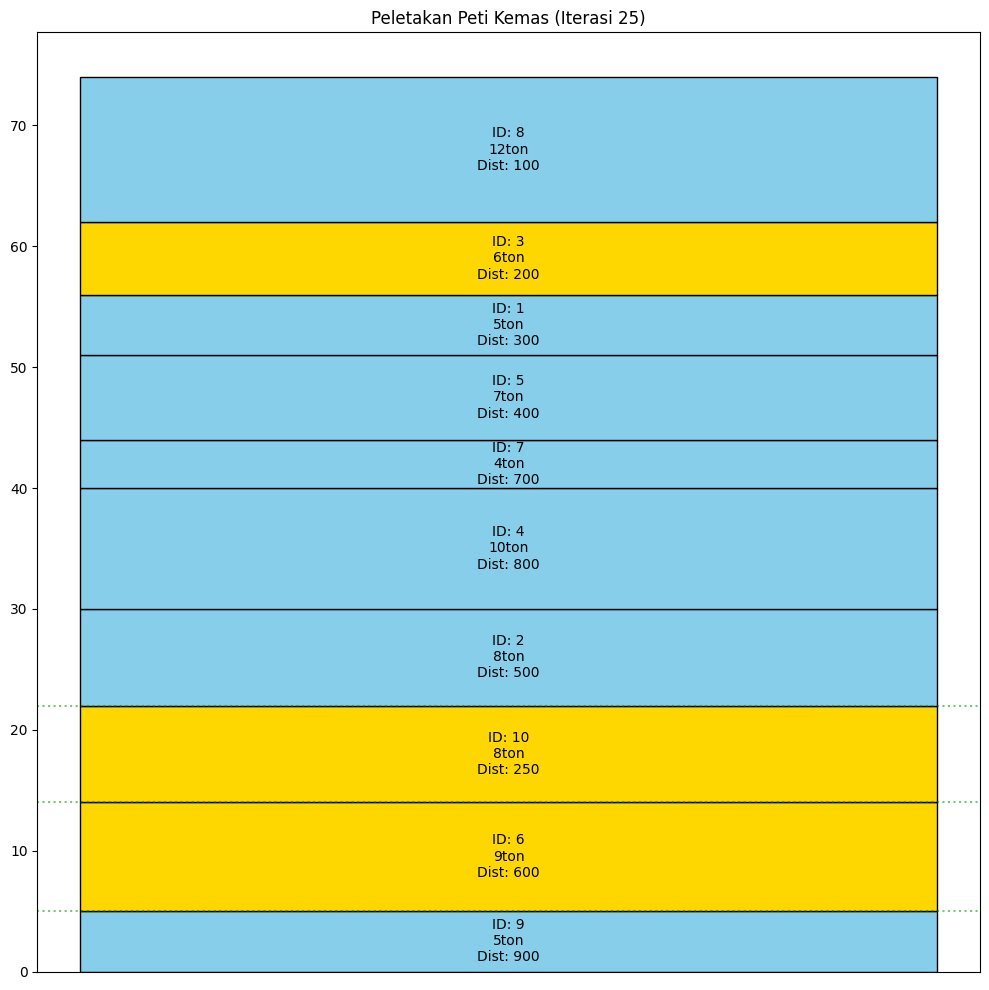 Peletakan Peti Kemas (Iterasi 25)
70
60
50
40
30
20
10
0
ID: 8
12ton
Dist: 100
ID: 3
6ton
Dist: 200
ID: 1
5ton
Dist: 300
ID: 5
7ton
Dist: 400
ID: 7
4ton
Dist: 700
ID: 4
10ton
Dist: 800
ID: 2
8ton
Dist: 500
ID: 10
8ton
Dist: 250
ID: 6
9ton
Dist: 600
ID: 9
5ton
Dist: 900